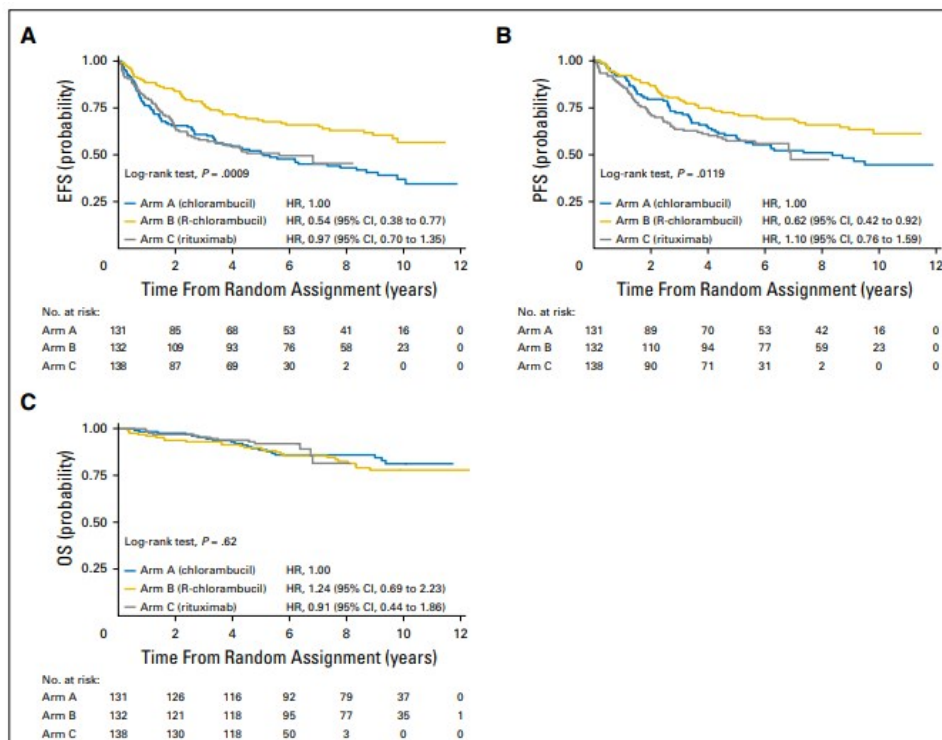 A
1.00
0.75
0.50
0.25
EFS (probability)
Log-rank test, P = .0009
Arm A (chlorambucil) HR, 1.00
Arm B (R-chlorambucil) HR, 0.54 (95% CI, 0.38 to 0.77)
Arm C (rituximab) HR, 0.97 (95% CI, 0.70 to 1.35)
0 2 4 6 8 10 12
Time From Random Assignment (years)
No. at risk:
Arm A 131 85 68 53 41 16 0
Arm B 132 109 93 76 58 23 0
Arm C 138 87 69 30 2 0 0
B
1.00
0.75
0.50
0.25
PFS (probability)
Log-rank test, P = .0119
Arm A (chlorambucil) HR, 1.00
Arm B (R-chlorambucil) HR, 0.62 (95% CI, 0.42 to 0.92)
Arm C (rituximab) HR, 1.10 (95% CI, 0.76 to 1.59)
0 2 4 6 8 10 12
Time From Random Assignment (years)
No. at risk:
Arm A 131 89 70 53 42 16 0
Arm B 132 110 94 77 59 23 0
Arm C 138 90 71 31 2 0 0
C
1.00
0.75
0.50
0.25
OS (probability)
Log-rank test, P = .62
Arm A (chlorambucil) HR, 1.00
Arm B (R-chlorambucil) HR, 1.24 (95% CI, 0.69 to 2.23)
Arm C (rituximab) HR, 0.91 (95% CI, 0.44 to 1.86)
0 2 4 6 8 10 12
Time From Random Assignment (years)
No. at risk:
Arm A 131 126 116 92 79 37 0
Arm B 132 121 118 95 77 35 1
Arm C 138 130 118 50 3 0 0